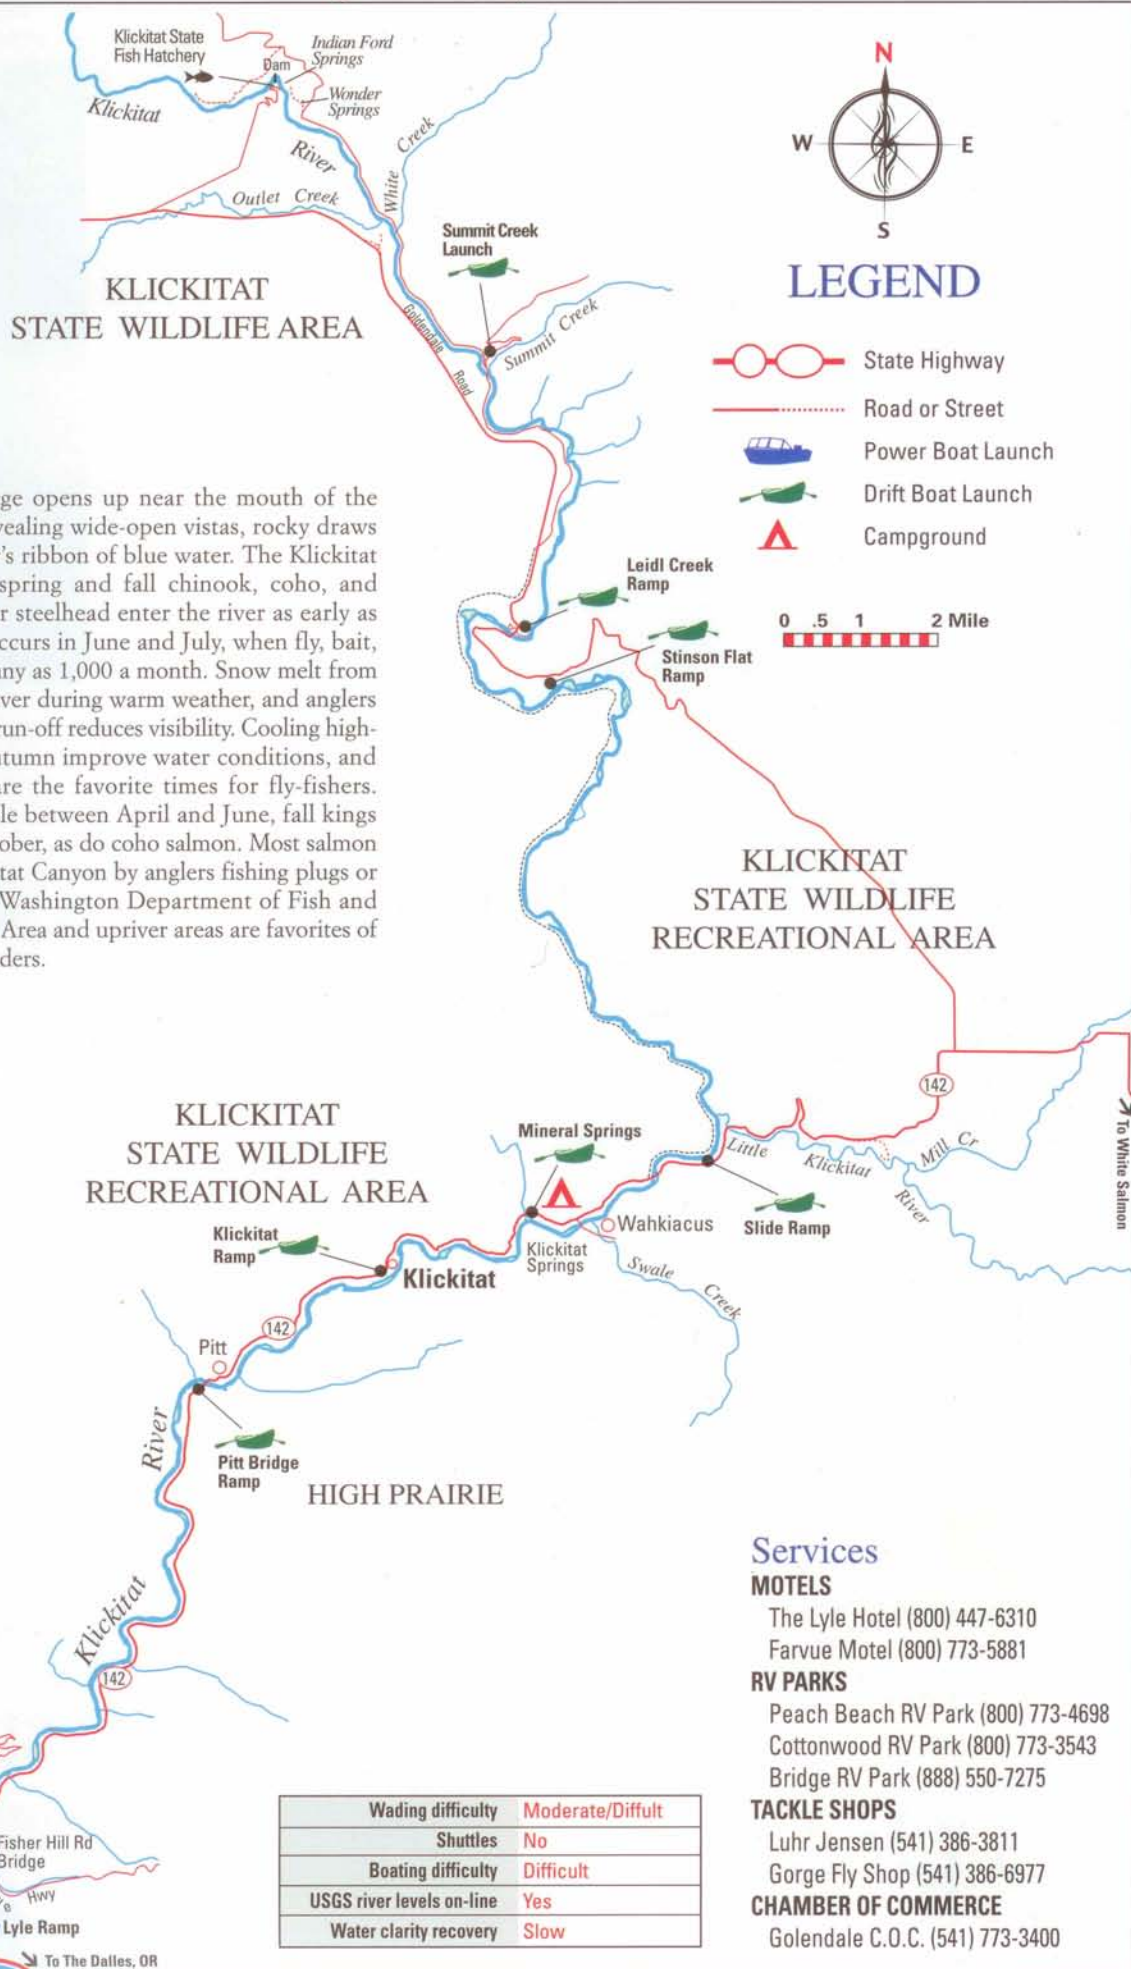 Klickitat State
Fish Hatchery
Dam
Indian Ford
Springs
Wonder
Springs
Klickitat
River
White Creek
Outlet Creek
N
W
E
S
Summit Creek
Launch
Summit Creek
Goldendale
Road
KLICKITAT
STATE WILDLIFE AREA
LEGEND
State Highway
Road or Street
Power Boat Launch
Drift Boat Launch
Campground
0 .5 1 2 Mile
ge opens up near the mouth of the
vealing wide-open vistas, rocky draws
's ribbon of blue water. The Klickitat
spring and fall chinook, coho, and
r steelhead enter the river as early as
ccurs in June and July, when fly, bait,
ny as 1,000 a month. Snow melt from
ver during warm weather, and anglers
run-off reduces visibility. Cooling high-
utumn improve water conditions, and
are the favorite times for fly-fishers.
le between April and June, fall kings
ober, as do coho salmon. Most salmon
tat Canyon by anglers fishing plugs or
Washington Department of Fish and
Area and upriver areas are favorites of
ders.
Leidl Creek
Ramp
Stinson Flat
Ramp
KLICKITAT
STATE WILDLIFE
RECREATIONAL AREA
142
To White Salmon
KLICKITAT
STATE WILDLIFE
RECREATIONAL AREA
Mineral Springs
Little Klickitat River
Mill Cr
Slide Ramp
Wahkiacus
Klickitat
Springs
Swale Creek
Klickitat
Ramp
Klickitat
142
Pitt
Pitt Bridge
Ramp
HIGH PRAIRIE
River
Klickitat
142
Fisher Hill Rd
Bridge
Hwy
Lyle Ramp
To The Dalles, OR
Wading difficulty Moderate/Diffult
Shuttles No
Boating difficulty Difficult
USGS river levels on-line Yes
Water clarity recovery Slow
Services
MOTELS
The Lyle Hotel (800) 447-6310
Farvue Motel (800) 773-5881
RV PARKS
Peach Beach RV Park (800) 773-4698
Cottonwood RV Park (800) 773-3543
Bridge RV Park (888) 550-7275
TACKLE SHOPS
Luhr Jensen (541) 386-3811
Gorge Fly Shop (541) 386-6977
CHAMBER OF COMMERCE
Golendale C.O.C. (541) 773-3400